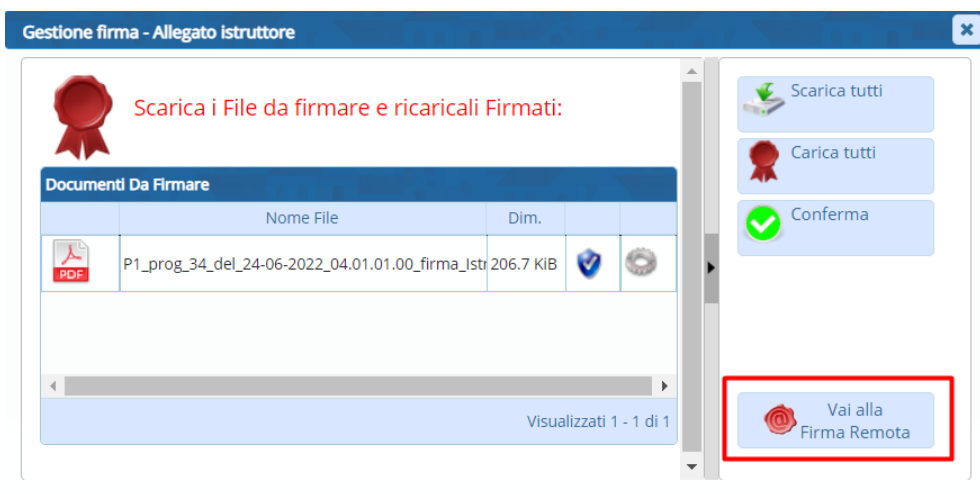 Gestione firma - Allegato istruttore
Scarica i File da firmare e ricaricali Firmati:
Documenti Da Firmare
Nome File Dim.
PDF P1_prog_34_del_24-06-2022_04.01.01.00_firma_Istr 206.7 KiB
Visualizzati 1 - 1 di 1
Scarica tutti
Carica tutti
Conferma
Vai alla
Firma Remota